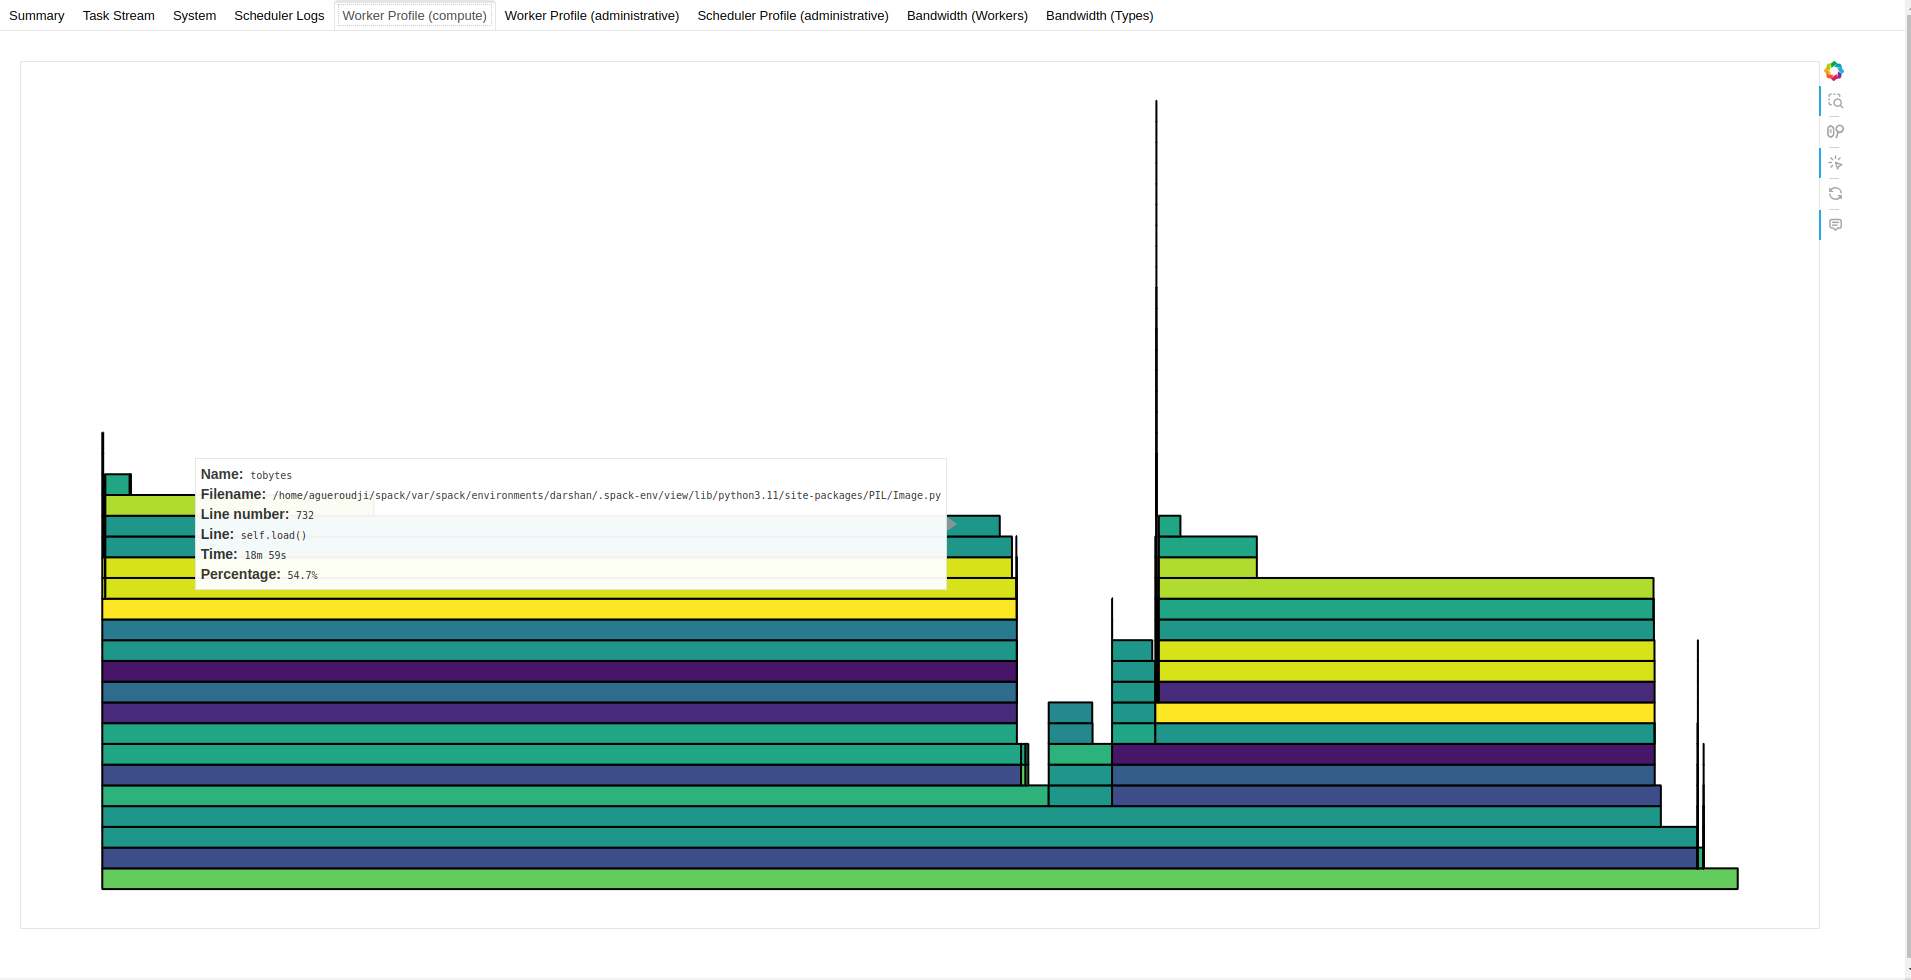 Summary Task Stream System Scheduler Logs Worker Profile (compute) Worker Profile (administrative) Scheduler Profile (administrative) Bandwidth (Workers) Bandwidth (Types)
Name: tobytes
Filename: /home/agueroudji/spack/var/spack/environments/darshan/.spack-env/view/lib/python3.11/site-packages/PIL/Image.py
Line number: 732
Line: self.load()
Time: 18m 59s
Percentage: 54.7%